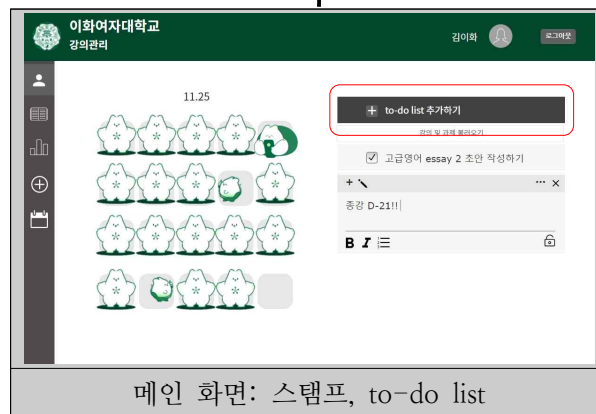 이화여자대학교
강의관리
김이화
로그아웃
11.25
+ to-do list 추가하기
강의 및 과제 불러오기
고급영어 essay 2 초안 작성하기
종강 D-21!!
B I
메인 화면: 스탬프, to-do list